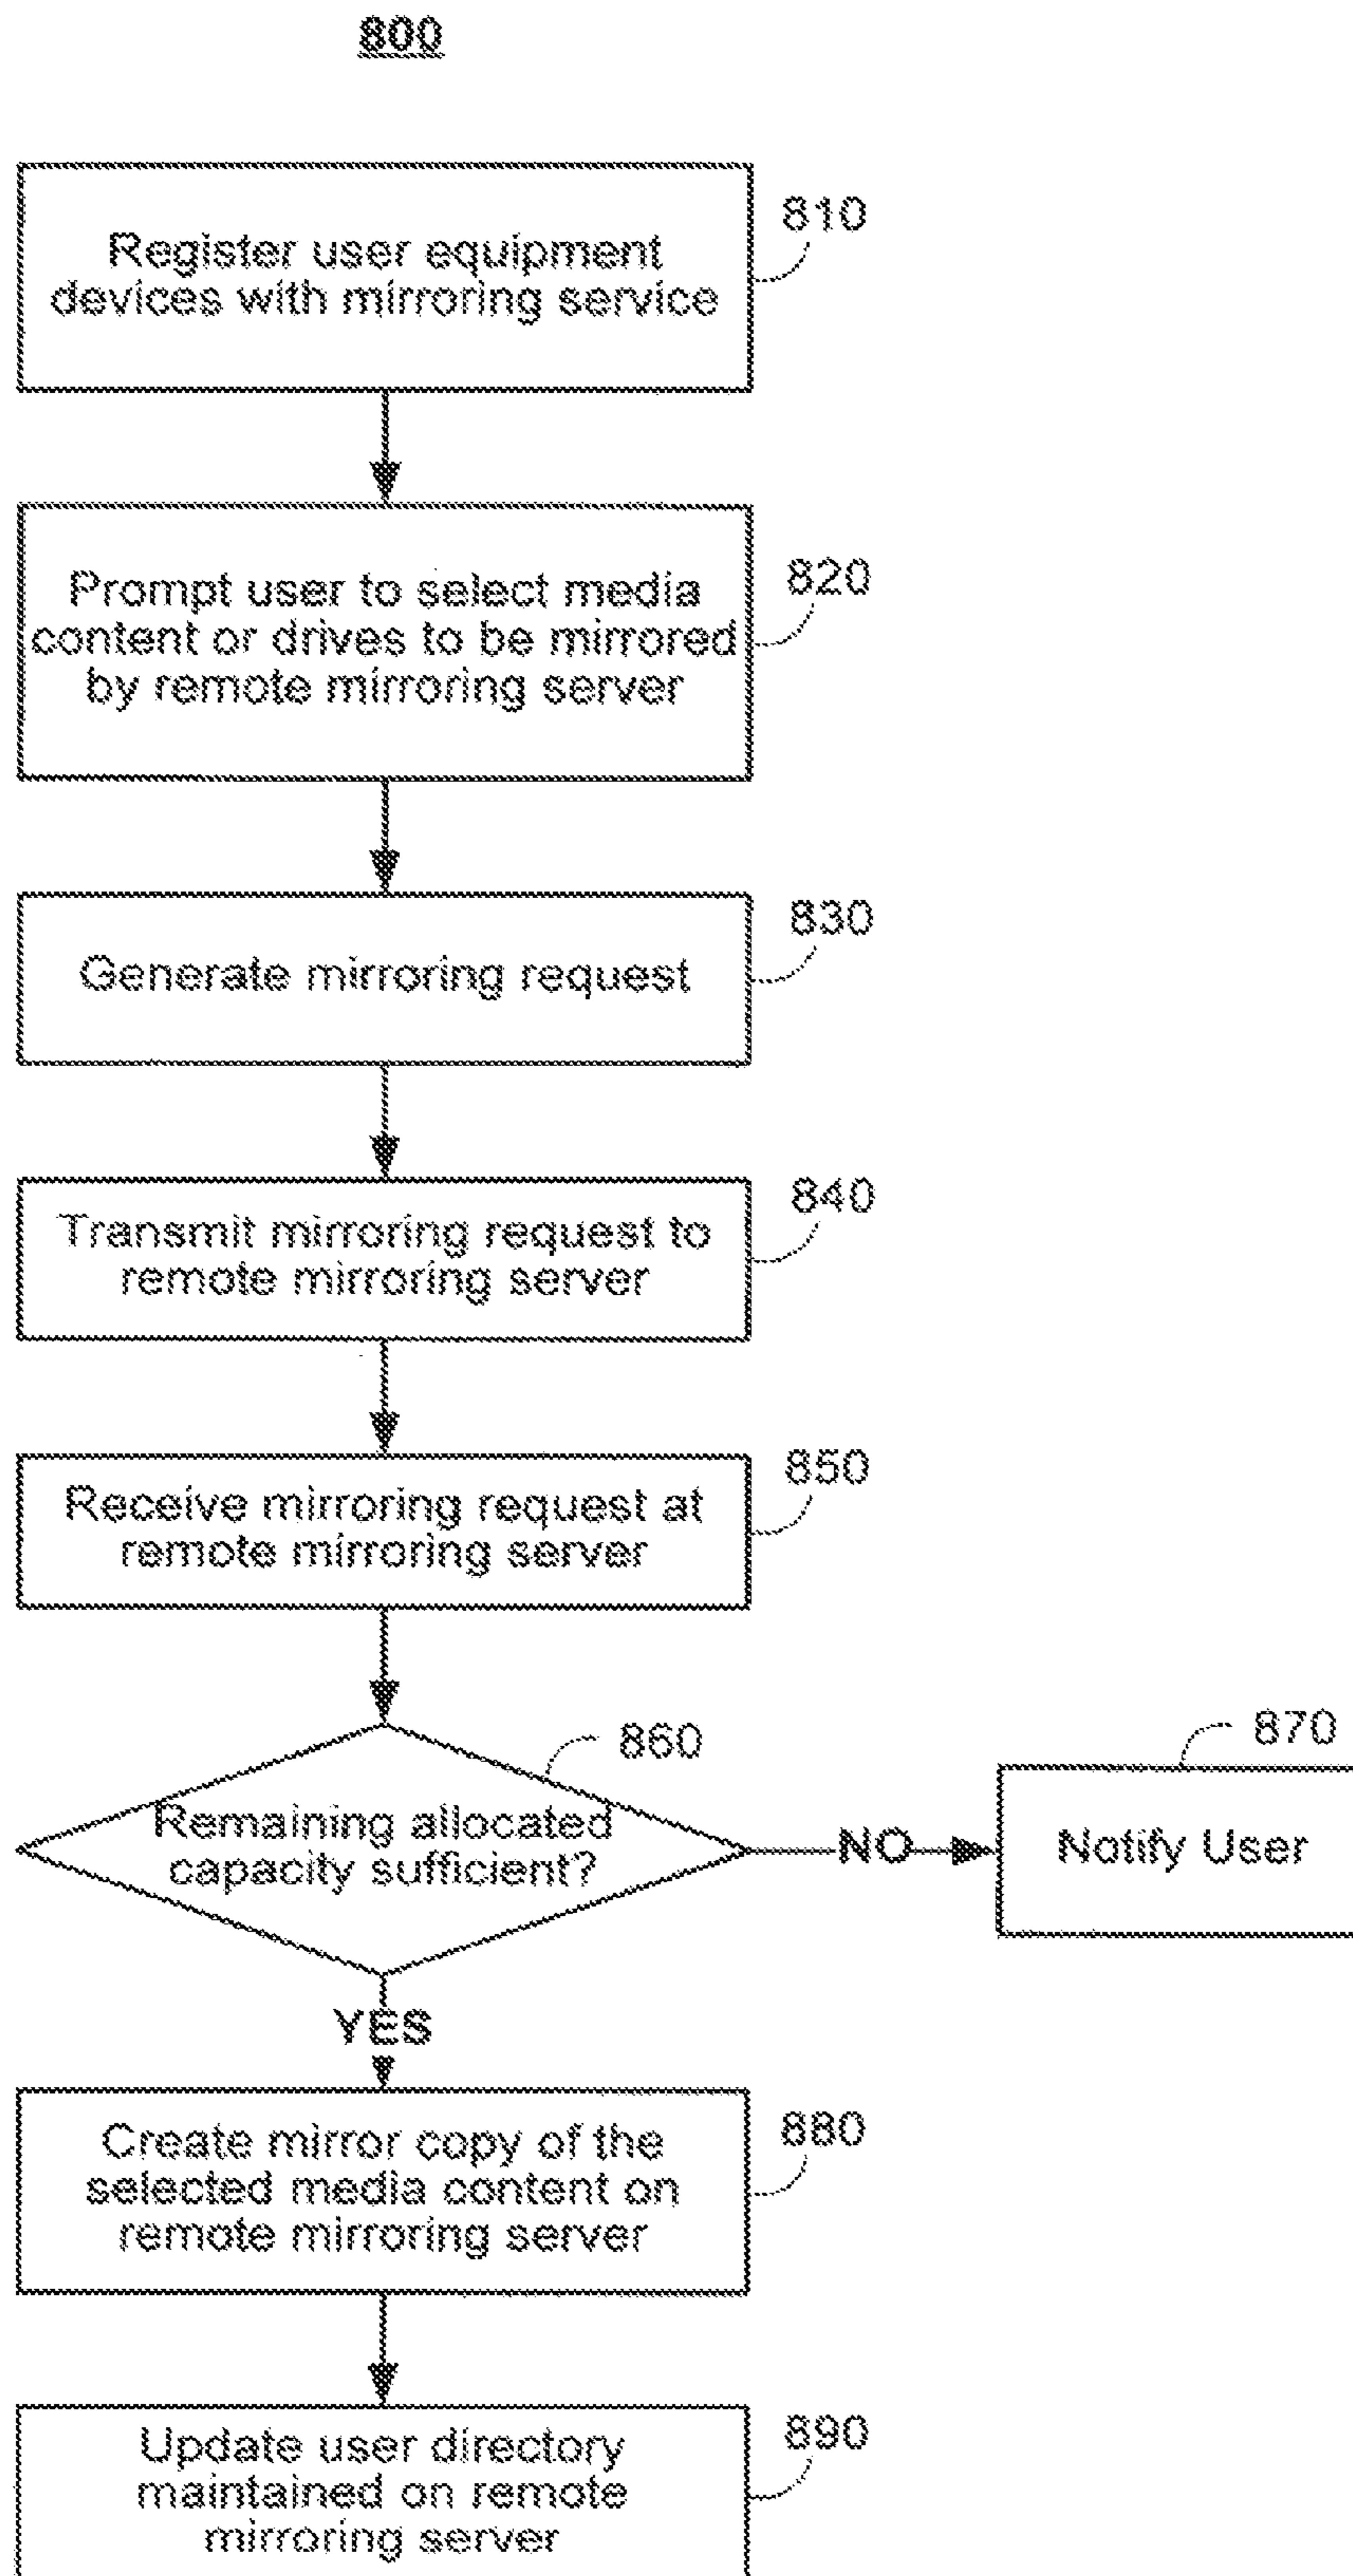 800
Register user equipment
devices with mirroring service
810
Prompt user to select media
content or drives to be mirrored
by remote mirroring server
820
Generate mirroring request
830
Transmit mirroring request to
remote mirroring server
840
Receive mirroring request at
remote mirroring server
850
Remaining allocated
capacity sufficient?
860
NO
Notify User
870
YES
Create mirror copy of the
selected media content on
remote mirroring server
880
Update user directory
maintained on remote
mirroring server
890